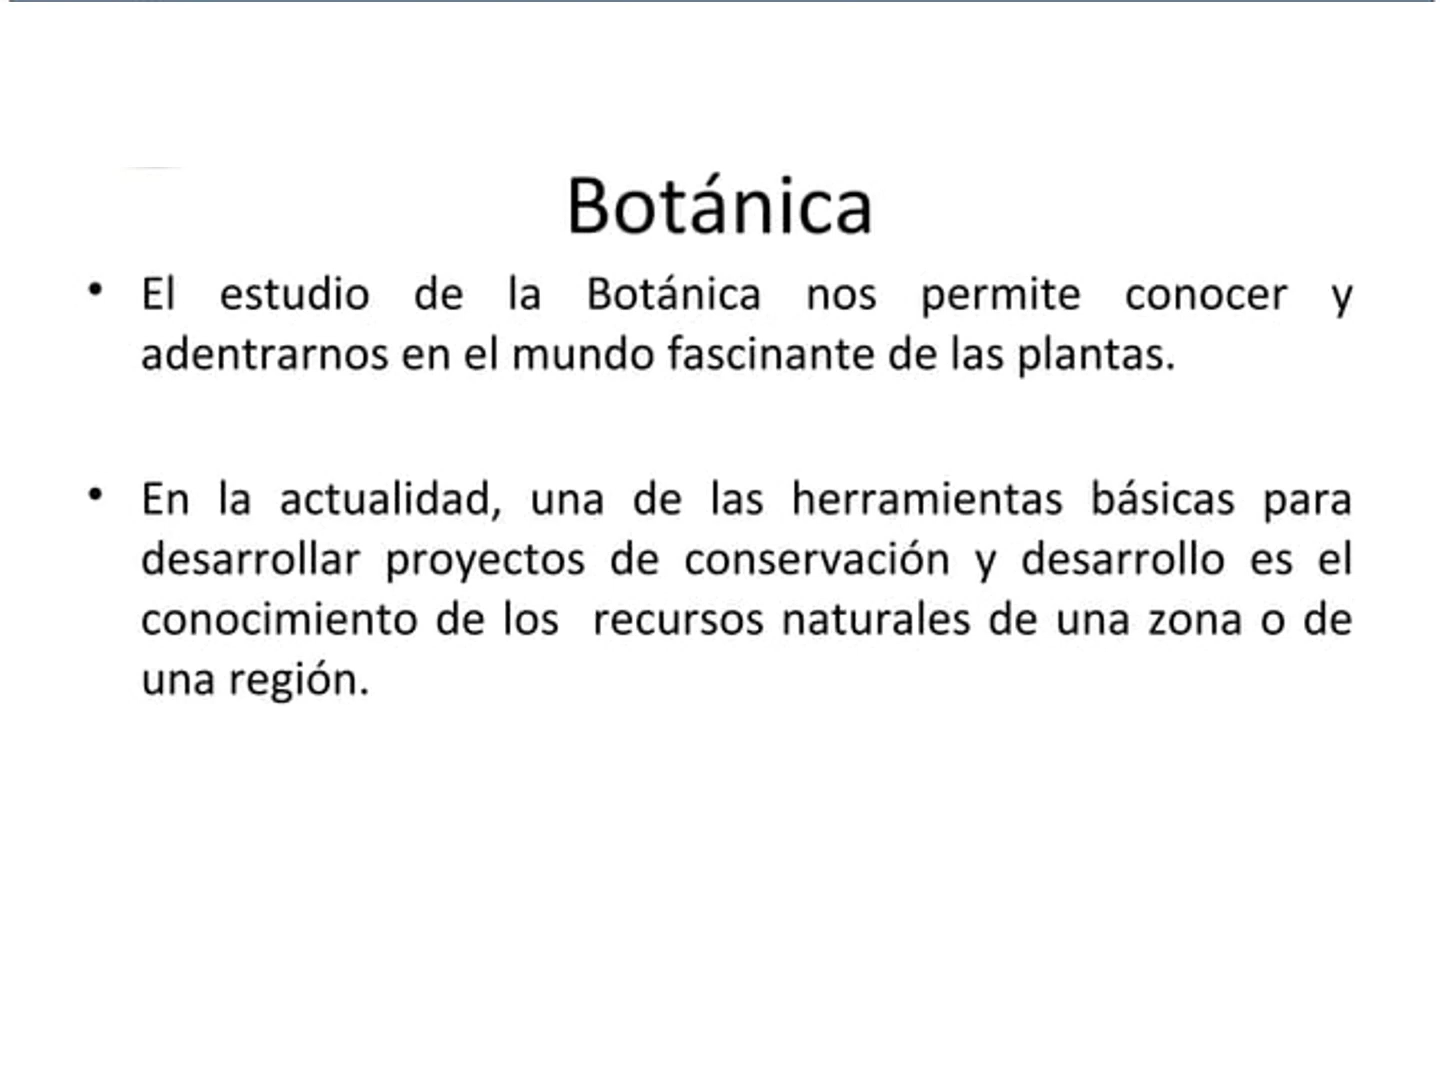 Botánica
• El estudio de la Botánica nos permite conocer y
adentrarnos en el mundo fascinante de las plantas.
• En la actualidad, una de las herramientas básicas para
desarrollar proyectos de conservación y desarrollo es el
conocimiento de los recursos naturales de una zona o de
una región.